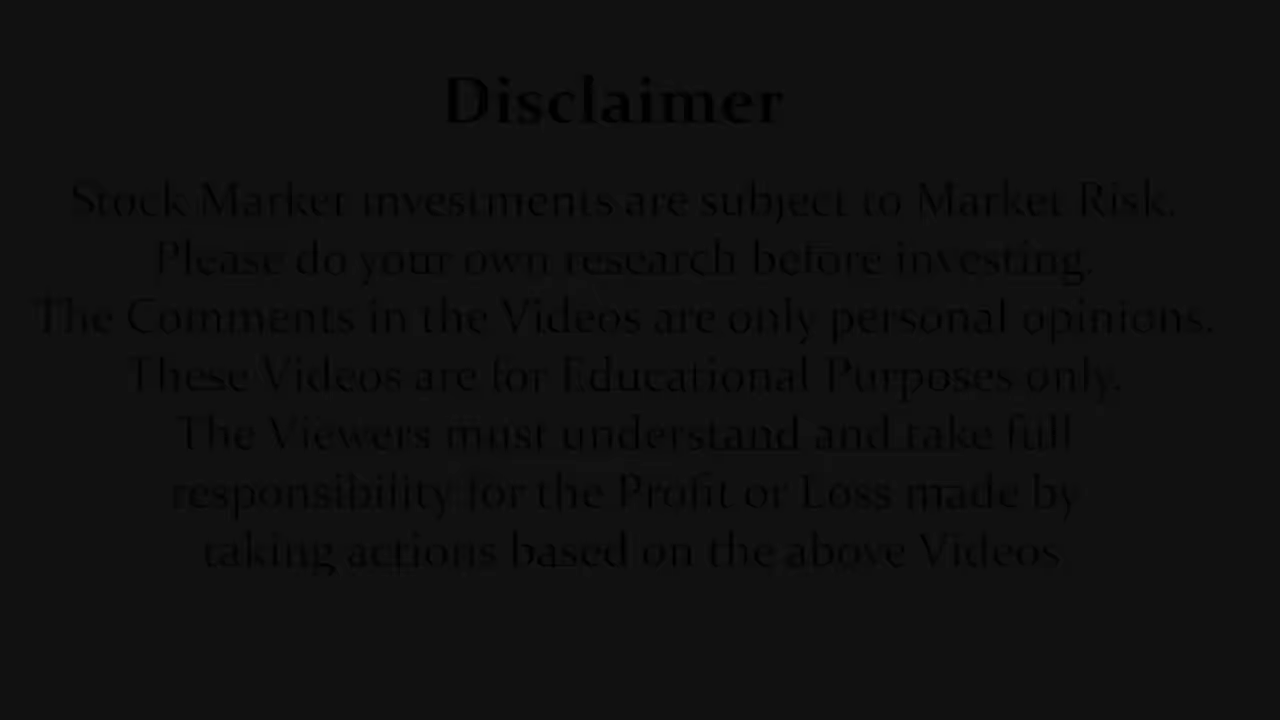 Disclaimer
Stock Market investments are subject to Market Risk.
Please do your own research before investing.
The Comments in the Videos are only personal opinions.
These Videos are for Educational Purposes only.
The Viewers must understand and take full
responsibility for the Profit or Loss made by
taking actions based on the above Videos